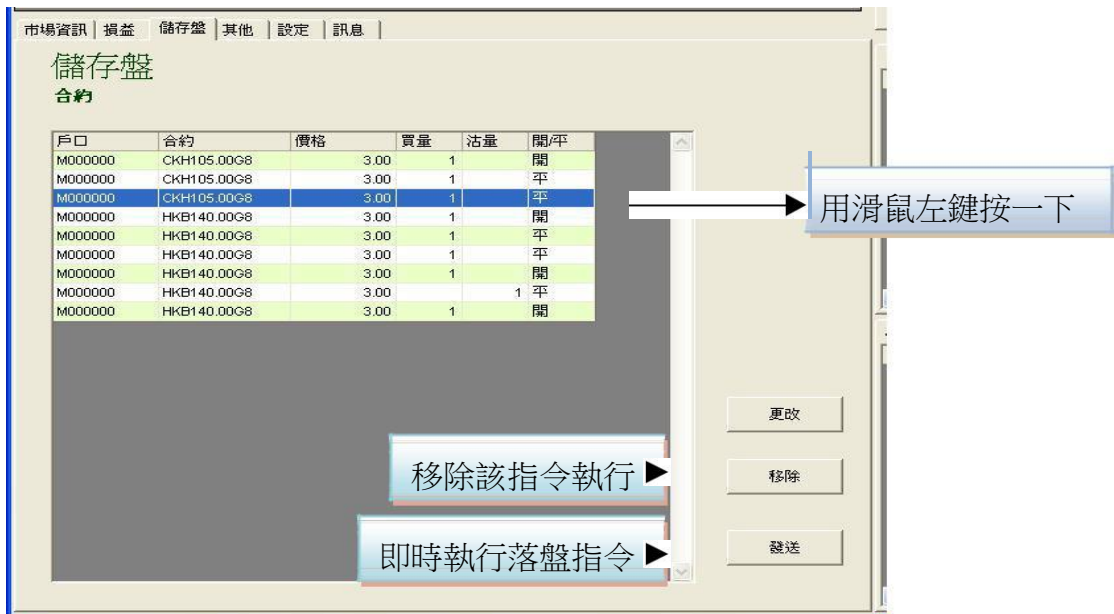 市場資訊 損益 儲存盤 其他 設定 訊息
儲存盤
合約
戶口 合約 價格 買量 沽量 開/平
M000000 CKH105.00G8 3.00 1 開
M000000 CKH105.00G8 3.00 1 平
M000000 CKH105.00G8 3.00 1 平
M000000 HKB140.00G8 3.00 1 開
M000000 HKB140.00G8 3.00 1 平
M000000 HKB140.00G8 3.00 1 平
M000000 HKB140.00G8 3.00 1 開
M000000 HKB140.00G8 3.00 1 平
M000000 HKB140.00G8 3.00 1 開
用滑鼠左鍵按一下
更改
移除該指令執行
移除
即時執行落盤指令
發送